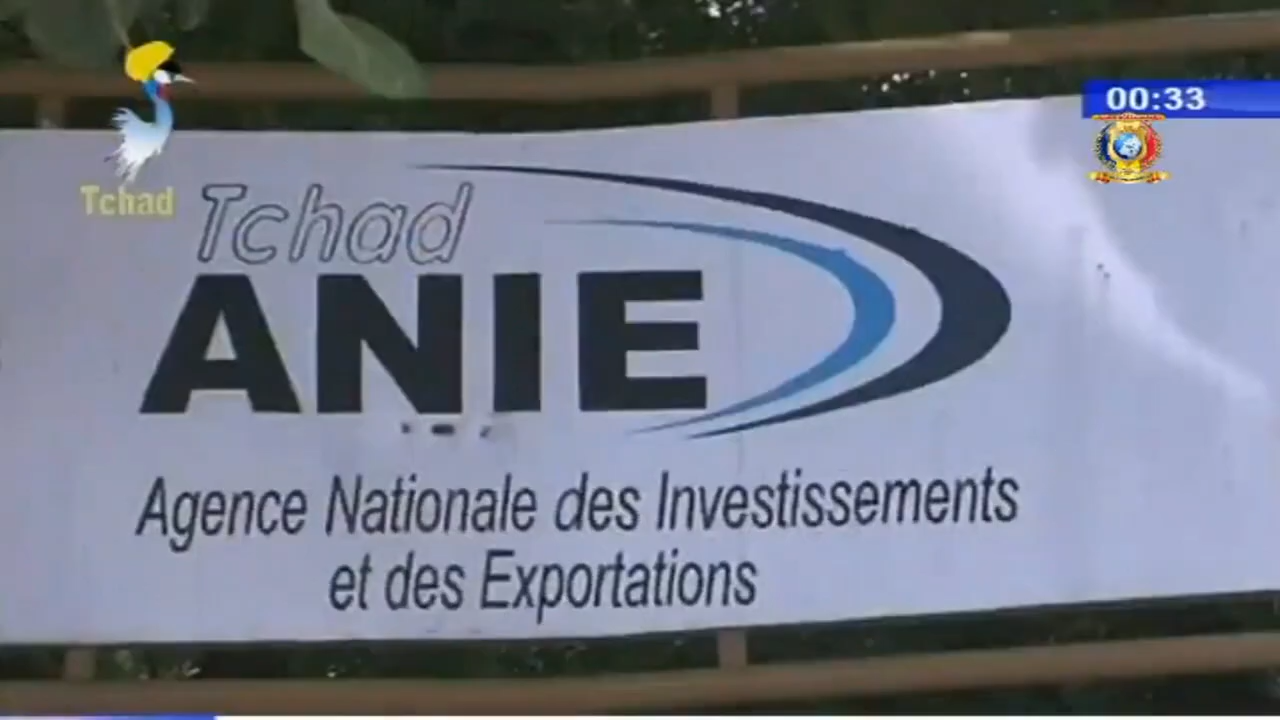 00:33
Tchad
Tchad
ANIE
Agence Nationale des Investissements
et des Exportations